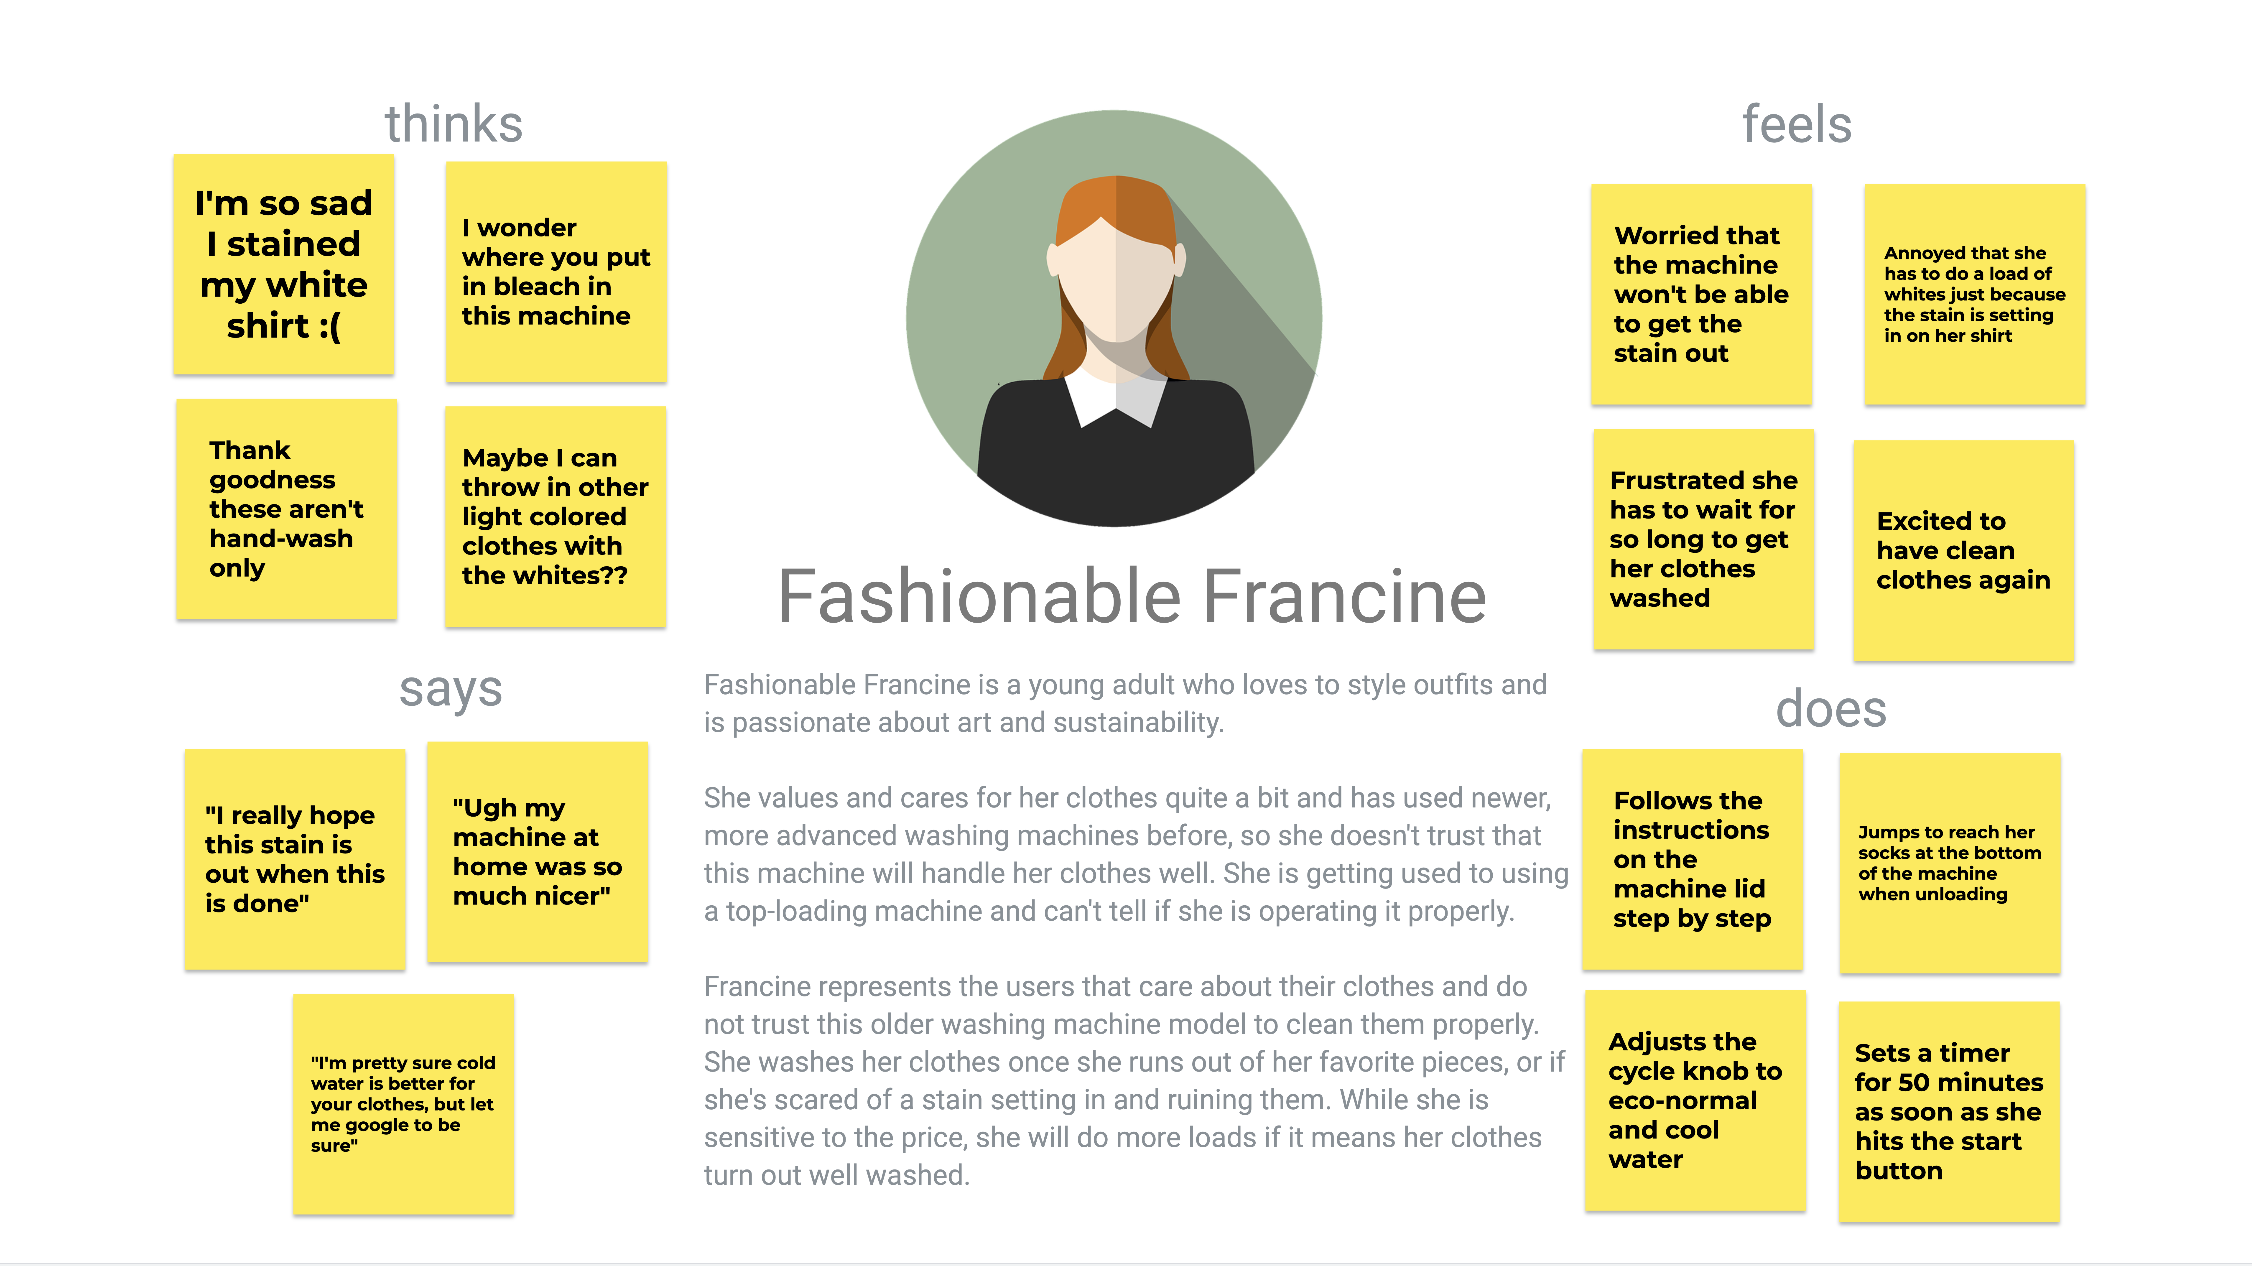 thinks
I'm so sad
I stained
my white
shirt :(
I wonder
where you put
in bleach in
this machine
Thank
goodness
these aren't
hand-wash
only
Maybe I can
throw in other
light colored
clothes with
the whites??
says
"I really hope
this stain is
out when this
is done"
"Ugh my
machine at
home was so
much nicer"
"I'm pretty sure cold
water is better for
your clothes, but let
me google to be
sure"
Fashionable Francine
Fashionable Francine is a young adult who loves to style outfits and
is passionate about art and sustainability.
She values and cares for her clothes quite a bit and has used newer,
more advanced washing machines before, so she doesn't trust that
this machine will handle her clothes well. She is getting used to using
a top-loading machine and can't tell if she is operating it properly.
Francine represents the users that care about their clothes and do
not trust this older washing machine model to clean them properly.
She washes her clothes once she runs out of her favorite pieces, or if
she's scared of a stain setting in and ruining them. While she is
sensitive to the price, she will do more loads if it means her clothes
turn out well washed.
feels
Worried that
the machine
won't be able
to get the
stain out
Annoyed that she
has to do a load of
whites just because
the stain is setting
in on her shirt
Frustrated she
has to wait for
so long to get
her clothes
washed
Excited to
have clean
clothes again
does
Follows the
instructions
on the
machine lid
step by step
Jumps to reach her
socks at the bottom
of the machine
when unloading
Adjusts the
cycle knob to
eco-normal
and cool
water
Sets a timer
for 50 minutes
as soon as she
hits the start
button